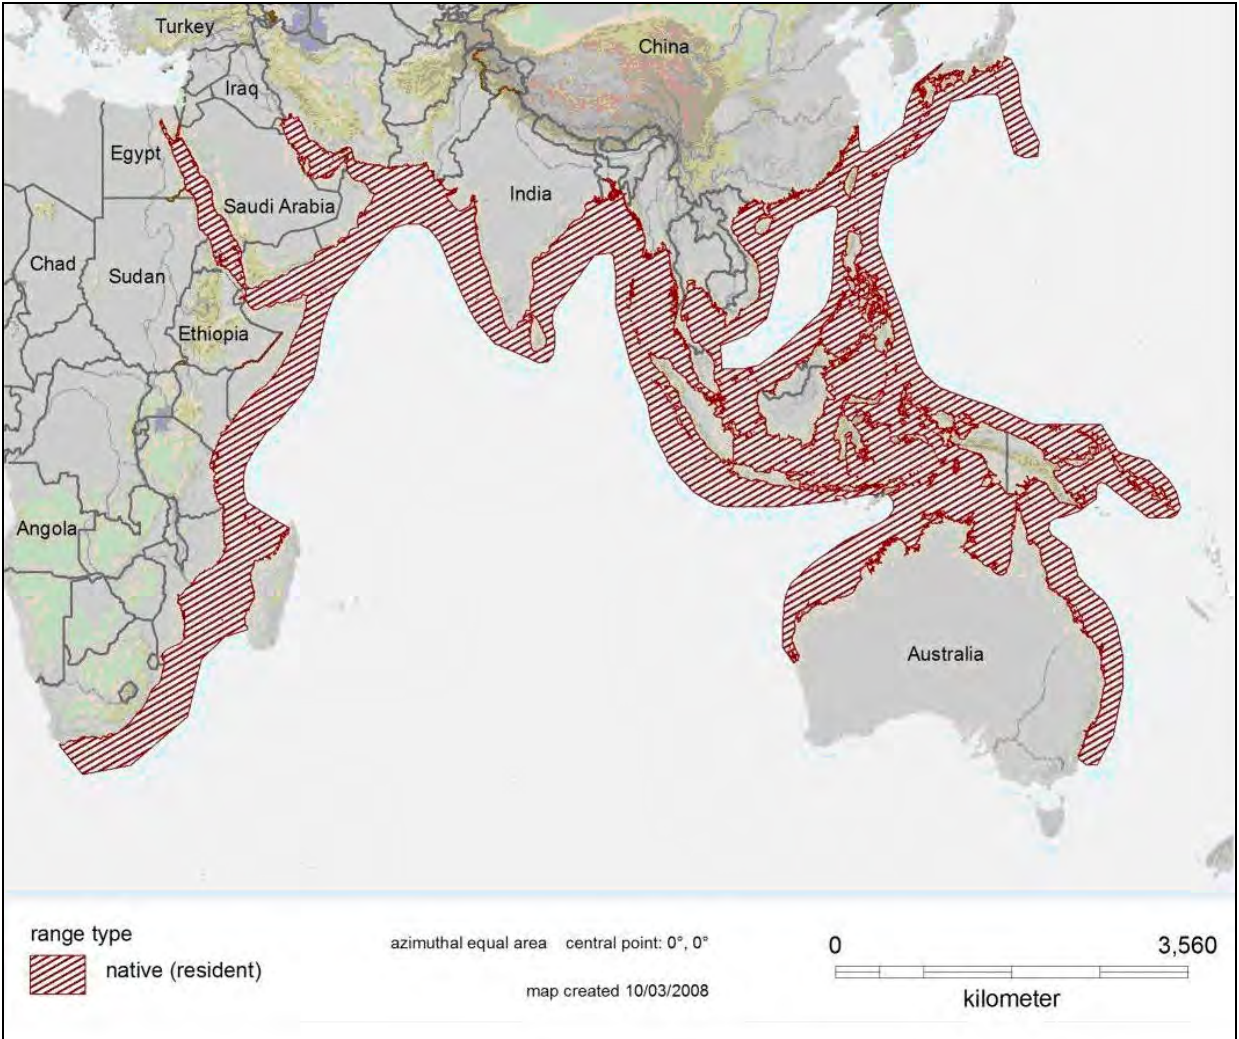 Turkey
China
Iraq
Egypt
India
Saudi Arabia
Chad
Sudan
Ethiopia
Angola
Australia
range type
native (resident)
azimuthal equal area central point: 0°, 0°
map created 10/03/2008
0 3,560
kilometer